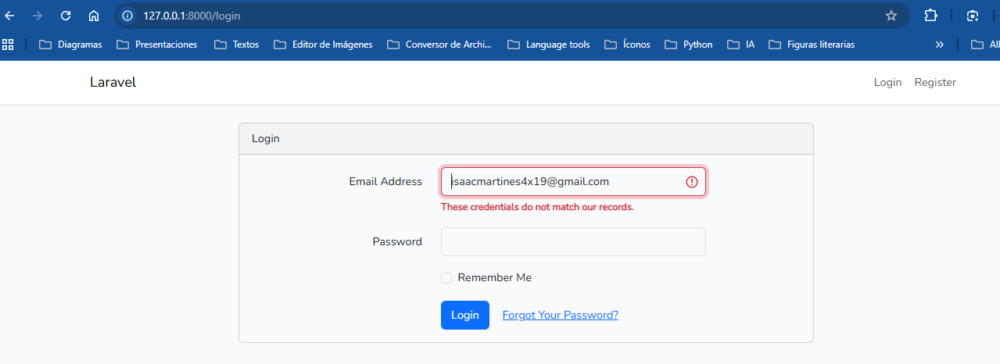 127.0.0.1:8000/login
Diagramas Presentaciones Textos Editor de Imágenes Conversor de Archi... Language tools Íconos Python IA Figuras literarias » All
Laravel Login Register
Login
Email Address isaacmartines4x19@gmail.com
These credentials do not match our records.
Password
Remember Me
Login Forgot Your Password?